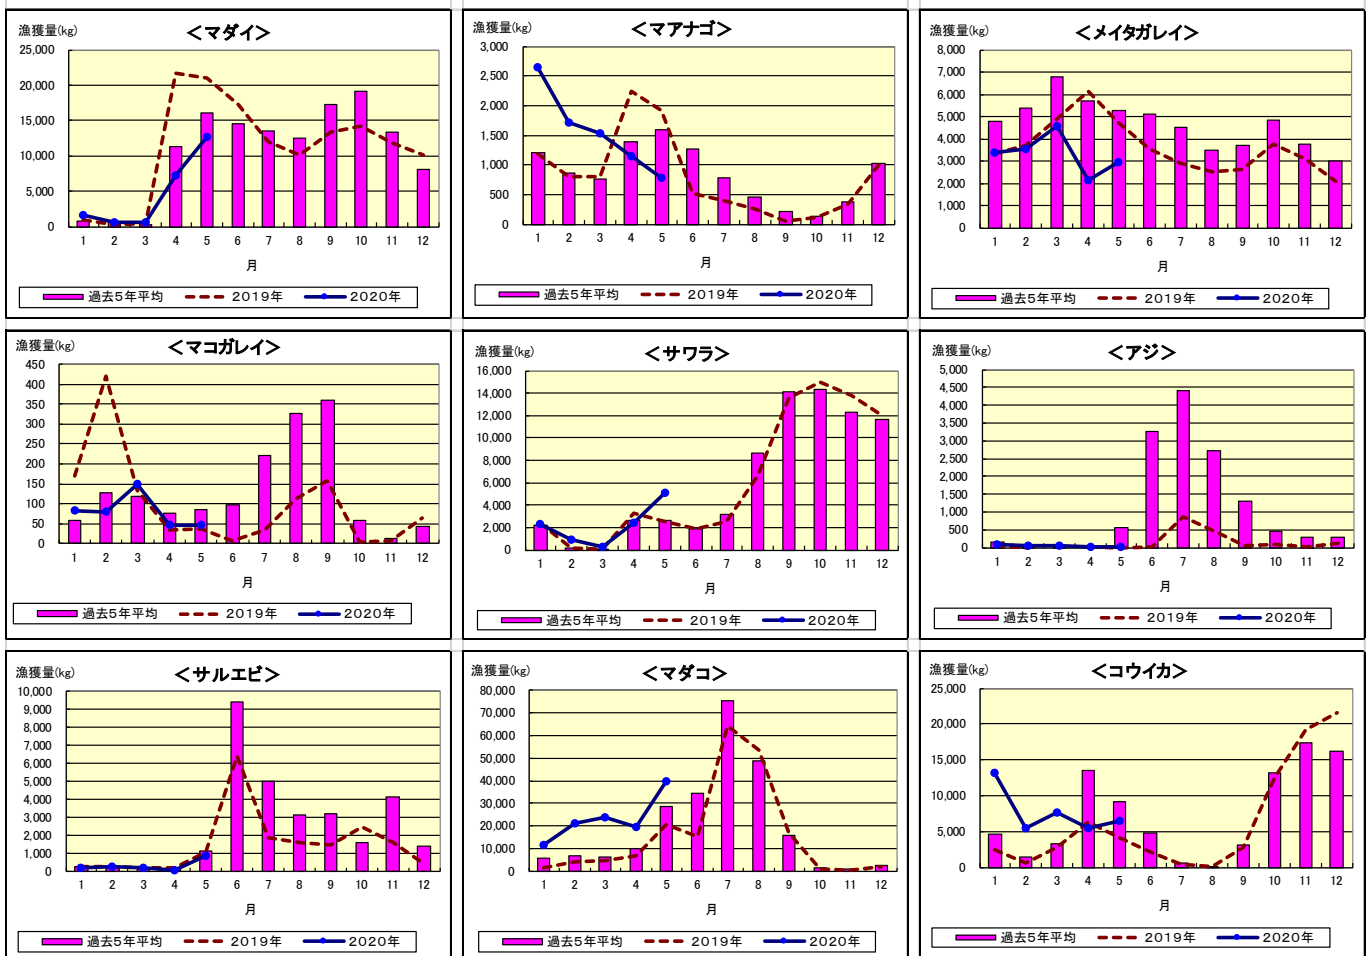 漁獲量(kg)
＜マダイ＞
25,000
20,000
15,000
10,000
5,000
0
1 2 3 4 5 6 7 8 9 10 11 12
月
過去5年平均 2019年 2020年
漁獲量(kg)
＜マアナゴ＞
3,000
2,500
2,000
1,500
1,000
500
0
1 2 3 4 5 6 7 8 9 10 11 12
月
過去5年平均 2019年 2020年
漁獲量(kg)
＜メイタガレイ＞
8,000
7,000
6,000
5,000
4,000
3,000
2,000
1,000
0
1 2 3 4 5 6 7 8 9 10 11 12
月
過去5年平均 2019年 2020年
漁獲量(kg)
＜マコガレイ＞
450
400
350
300
250
200
150
100
50
0
1 2 3 4 5 6 7 8 9 10 11 12
月
過去5年平均 2019年 2020年
漁獲量(kg)
＜サワラ＞
16,000
14,000
12,000
10,000
8,000
6,000
4,000
2,000
0
1 2 3 4 5 6 7 8 9 10 11 12
月
過去5年平均 2019年 2020年
漁獲量(kg)
＜アジ＞
5,000
4,500
4,000
3,500
3,000
2,500
2,000
1,500
1,000
500
0
1 2 3 4 5 6 7 8 9 10 11 12
月
過去5年平均 2019年 2020年
漁獲量(kg)
＜サルエビ＞
10,000
9,000
8,000
7,000
6,000
5,000
4,000
3,000
2,000
1,000
0
1 2 3 4 5 6 7 8 9 10 11 12
月
過去5年平均 2019年 2020年
漁獲量(kg)
＜マダコ＞
80,000
70,000
60,000
50,000
40,000
30,000
20,000
10,000
0
1 2 3 4 5 6 7 8 9 10 11 12
月
過去5年平均 2019年 2020年
漁獲量(kg)
＜コウイカ＞
25,000
20,000
15,000
10,000
5,000
0
1 2 3 4 5 6 7 8 9 10 11 12
月
過去5年平均 2019年 2020年